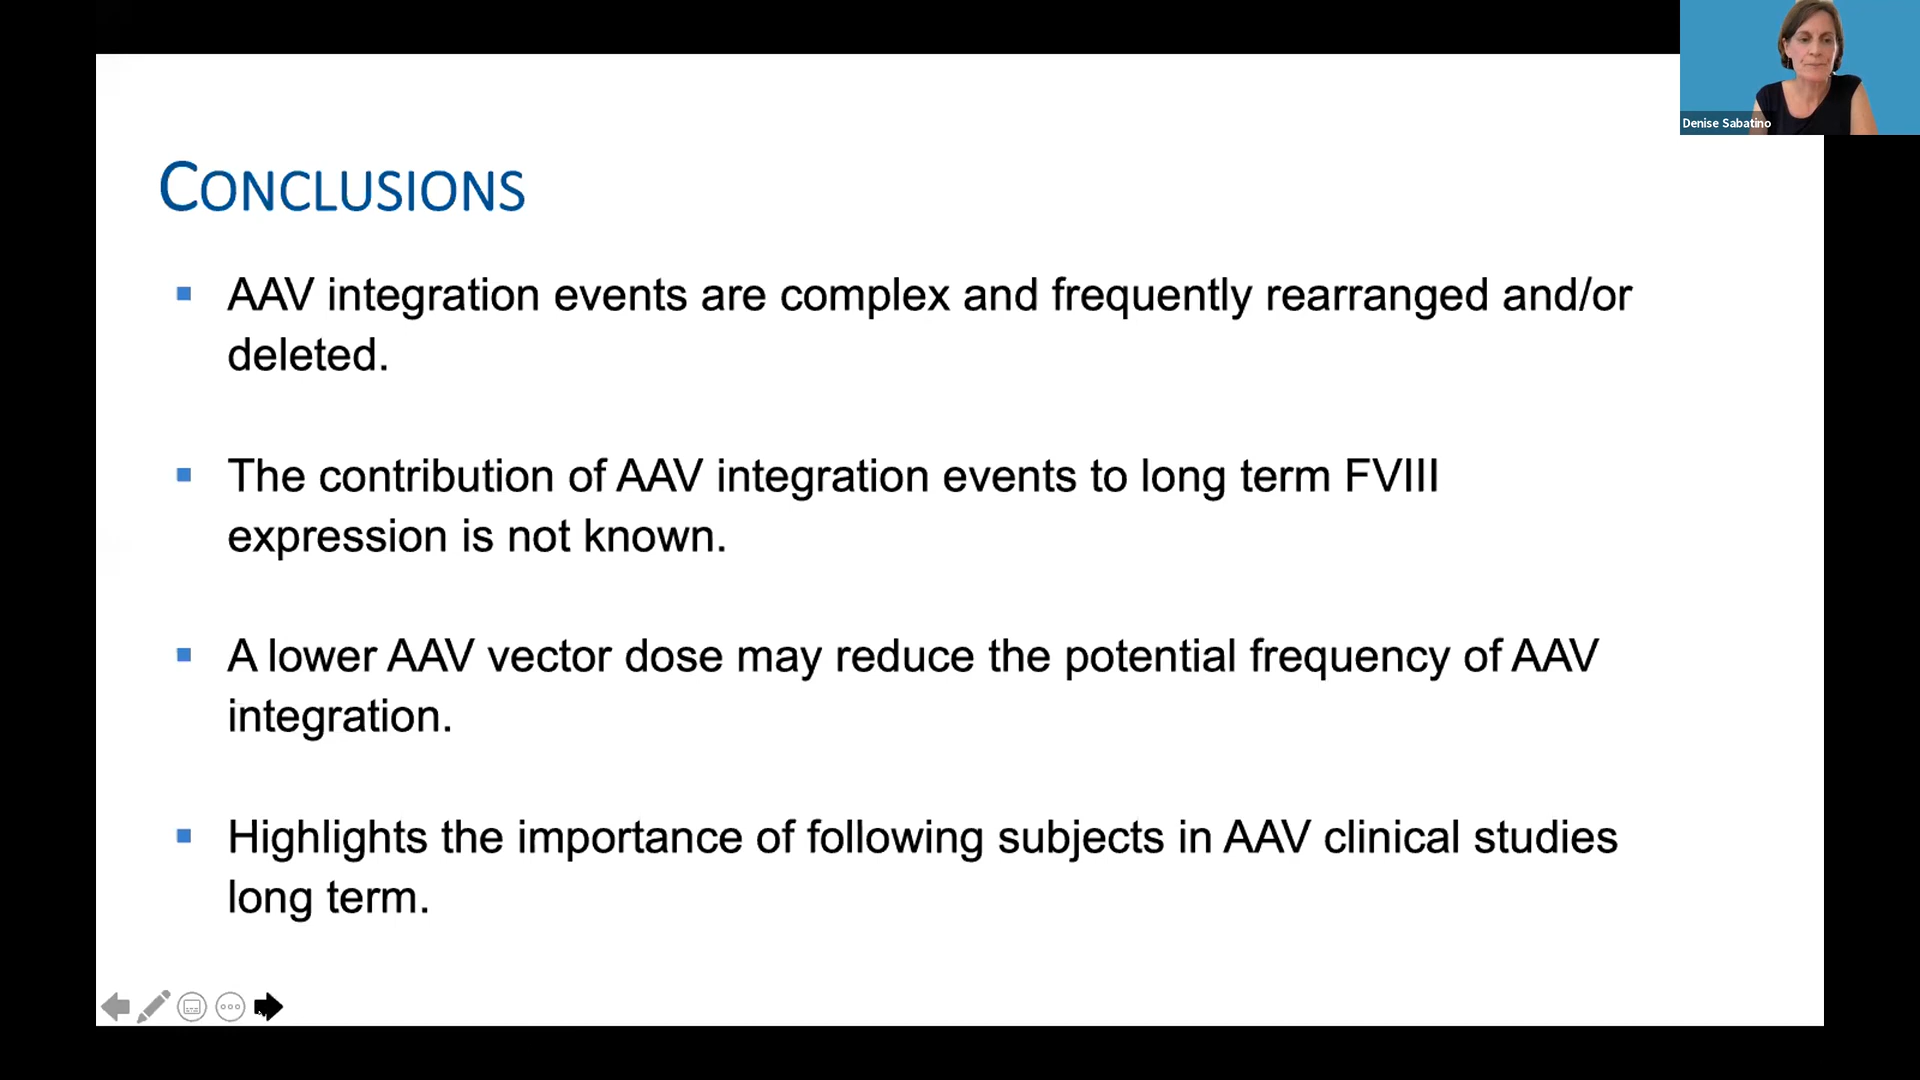 Denise Sabatino
CONCLUSIONS
AAV integration events are complex and frequently rearranged and/or
deleted.
The contribution of AAV integration events to long term FVIII
expression is not known.
A lower AAV vector dose may reduce the potential frequency of AAV
integration.
Highlights the importance of following subjects in AAV clinical studies
long term.